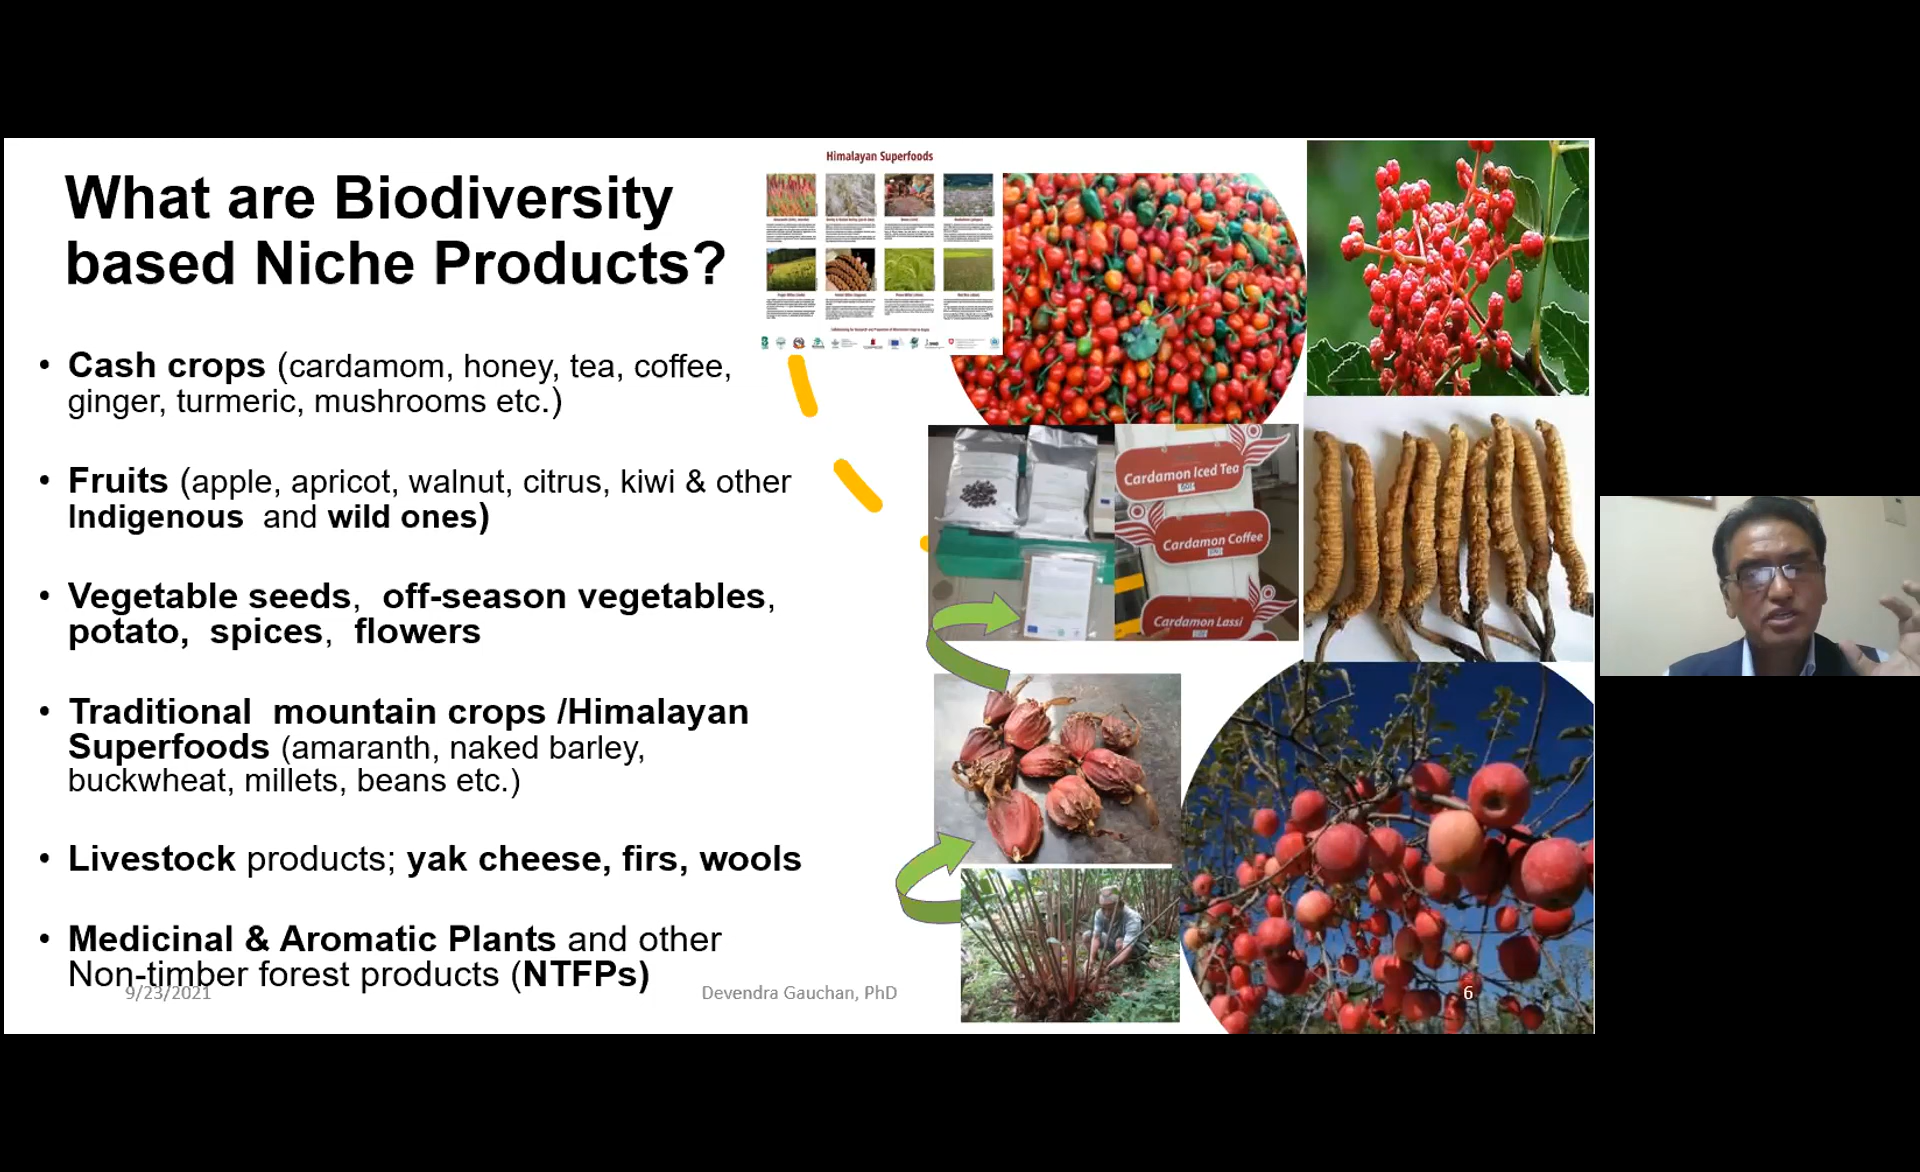 What are Biodiversity
based Niche Products?
• Cash crops (cardamom, honey, tea, coffee,
ginger, turmeric, mushrooms etc.)
• Fruits (apple, apricot, walnut, citrus, kiwi & other
Indigenous and wild ones)
• Vegetable seeds, off-season vegetables,
potato, spices, flowers
• Traditional mountain crops /Himalayan
Superfoods (amaranth, naked barley,
buckwheat, millets, beans etc.)
• Livestock products; yak cheese, firs, wools
• Medicinal & Aromatic Plants and other
Non-timber forest products (NTFPs)
9/23/2021
Devendra Gauchan, PhD
6
Himalayan Superfoods
Cardamon Iced Tea
Cardamon Coffee
Cardamon Lassi